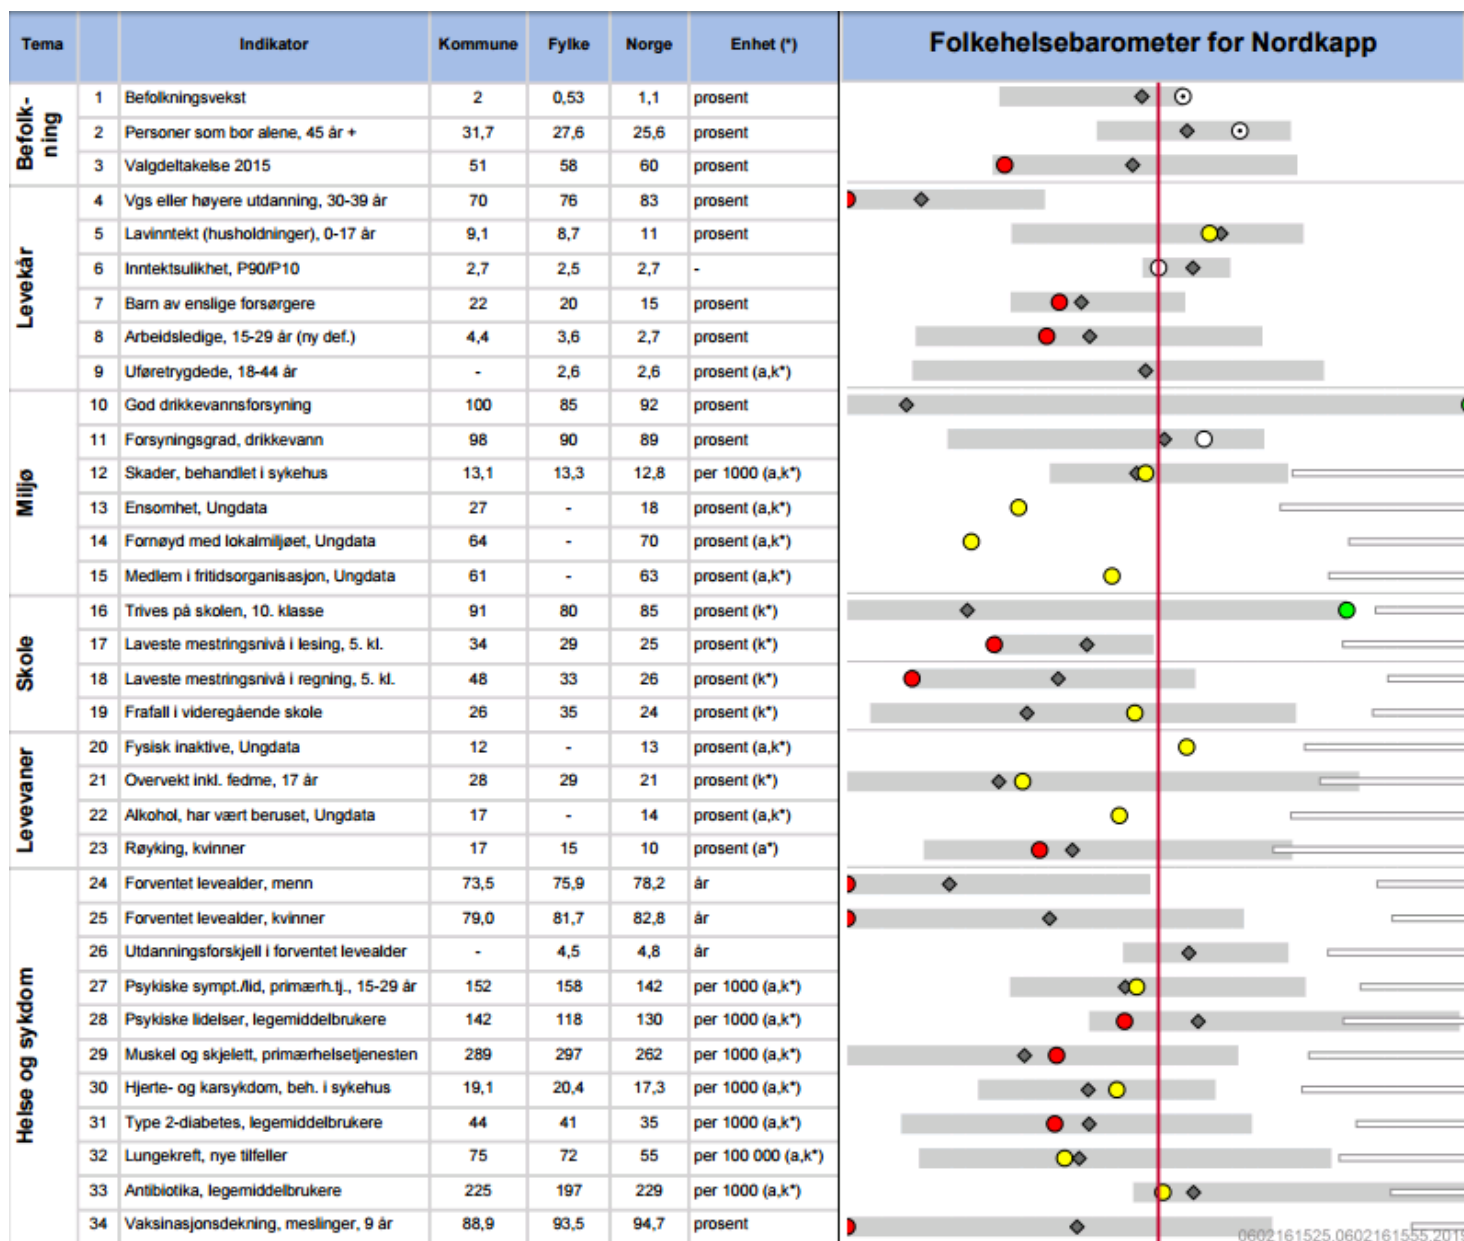 Tema Indikator Kommune Fylke Norge Enhet (*) Folkehelsebarometer for Nordkapp
Befolk-
ning
1 Befolkningsvekst 2 0,53 1,1 prosent
2 Personer som bor alene, 45 år + 31,7 27,6 25,6 prosent
3 Valgdeltakelse 2015 51 58 60 prosent
Levekår
4 Vgs eller høyere utdanning, 30-39 år 70 76 83 prosent
5 Lavinntekt (husholdninger), 0-17 år 9,1 8,7 11 prosent
6 Inntektsulikhet, P90/P10 2,7 2,5 2,7 -
7 Barn av enslige forsørgere 22 20 15 prosent
8 Arbeidsledige, 15-29 år (ny def.) 4,4 3,6 2,7 prosent
9 Uføretrygdede, 18-44 år - 2,6 2,6 prosent (a,k*)
Miljø
10 God drikkevannsforsyning 100 85 92 prosent
11 Forsyningsgrad, drikkevann 98 90 89 prosent
12 Skader, behandlet i sykehus 13,1 13,3 12,8 per 1000 (a,k*)
13 Ensomhet, Ungdata 27 - 18 prosent (a,k*)
14 Fornøyd med lokalmiljøet, Ungdata 64 - 70 prosent (a,k*)
15 Medlem i fritidsorganisasjon, Ungdata 61 - 63 prosent (a,k*)
Skole
16 Trives på skolen, 10. klasse 91 80 85 prosent (k*)
17 Laveste mestringsnivå i lesing, 5. kl. 34 29 25 prosent (k*)
18 Laveste mestringsnivå i regning, 5. kl. 48 33 26 prosent (k*)
19 Frafall i videregående skole 26 35 24 prosent (k*)
Levevaner
20 Fysisk inaktive, Ungdata 12 - 13 prosent (a,k*)
21 Overvekt inkl. fedme, 17 år 28 29 21 prosent (k*)
22 Alkohol, har vært beruset, Ungdata 17 - 14 prosent (a,k*)
23 Røyking, kvinner 17 15 10 prosent (a*)
Helse og sykdom
24 Forventet levealder, menn 73,5 75,9 78,2 år
25 Forventet levealder, kvinner 79,0 81,7 82,8 år
26 Utdanningsforskjell i forventet levealder - 4,5 4,8 år
27 Psykiske sympt./lid, primærh.tj., 15-29 år 152 158 142 per 1000 (a,k*)
28 Psykiske lidelser, legemiddelbrukere 142 118 130 per 1000 (a,k*)
29 Muskel og skjelett, primærhelsetjenesten 289 297 262 per 1000 (a,k*)
30 Hjerte- og karsykdom, beh. i sykehus 19,1 20,4 17,3 per 1000 (a,k*)
31 Type 2-diabetes, legemiddelbrukere 44 41 35 per 1000 (a,k*)
32 Lungekreft, nye tilfeller 75 72 55 per 100 000 (a,k*)
33 Antibiotika, legemiddelbrukere 225 197 229 per 1000 (a,k*)
34 Vaksinasjonsdekning, meslinger, 9 år 88,9 93,5 94,7 prosent
0602161525.0602161555.2019